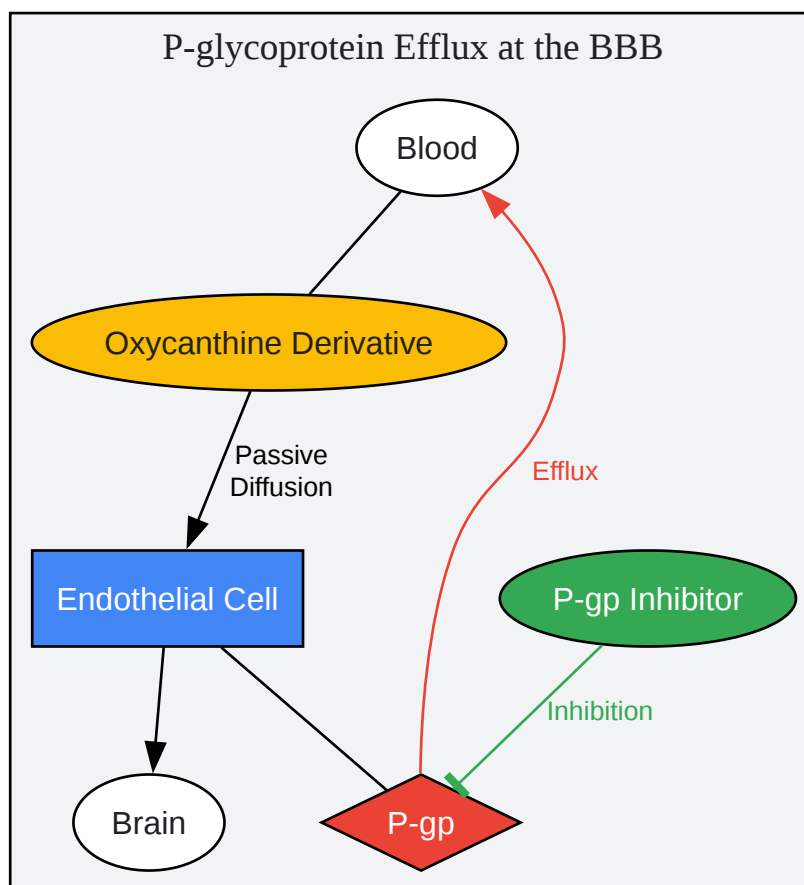 P-glycoprotein Efflux at the BBB
Blood
Oxycanthine Derivative
Passive
Diffusion
Efflux
Endothelial Cell
P-gp Inhibitor
Inhibition
Brain
P-gp